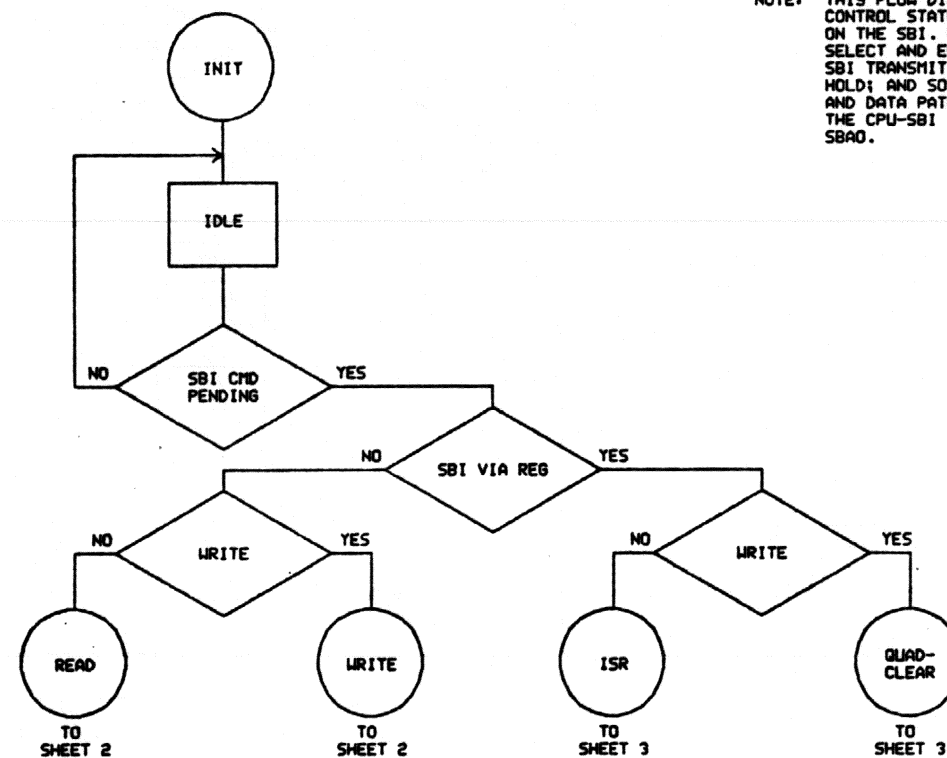 NOTE: THIS FLOW DI
CONTROL STAT
ON THE SBI.
SELECT AND E
SBI TRANSMIT
HOLD; AND SO
AND DATA PAT
THE CPU-SBI
SBAO.
INIT
IDLE
NO
SBI CMD
PENDING
YES
NO
SBI VIA REG
YES
NO
WRITE
YES
NO
WRITE
YES
READ
WRITE
ISR
QUAD-
CLEAR
TO
SHEET 2
TO
SHEET 2
TO
SHEET 3
TO
SHEET 3